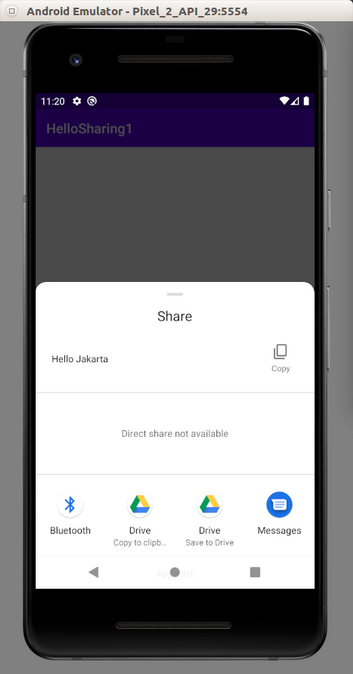 Android Emulator - Pixel_2_API_29:5554
11:20
HelloSharing1
Share
Hello Jakarta
Copy
Direct share not available
Bluetooth
Drive
Copy to clipb...
Drive
Save to Drive
Messages